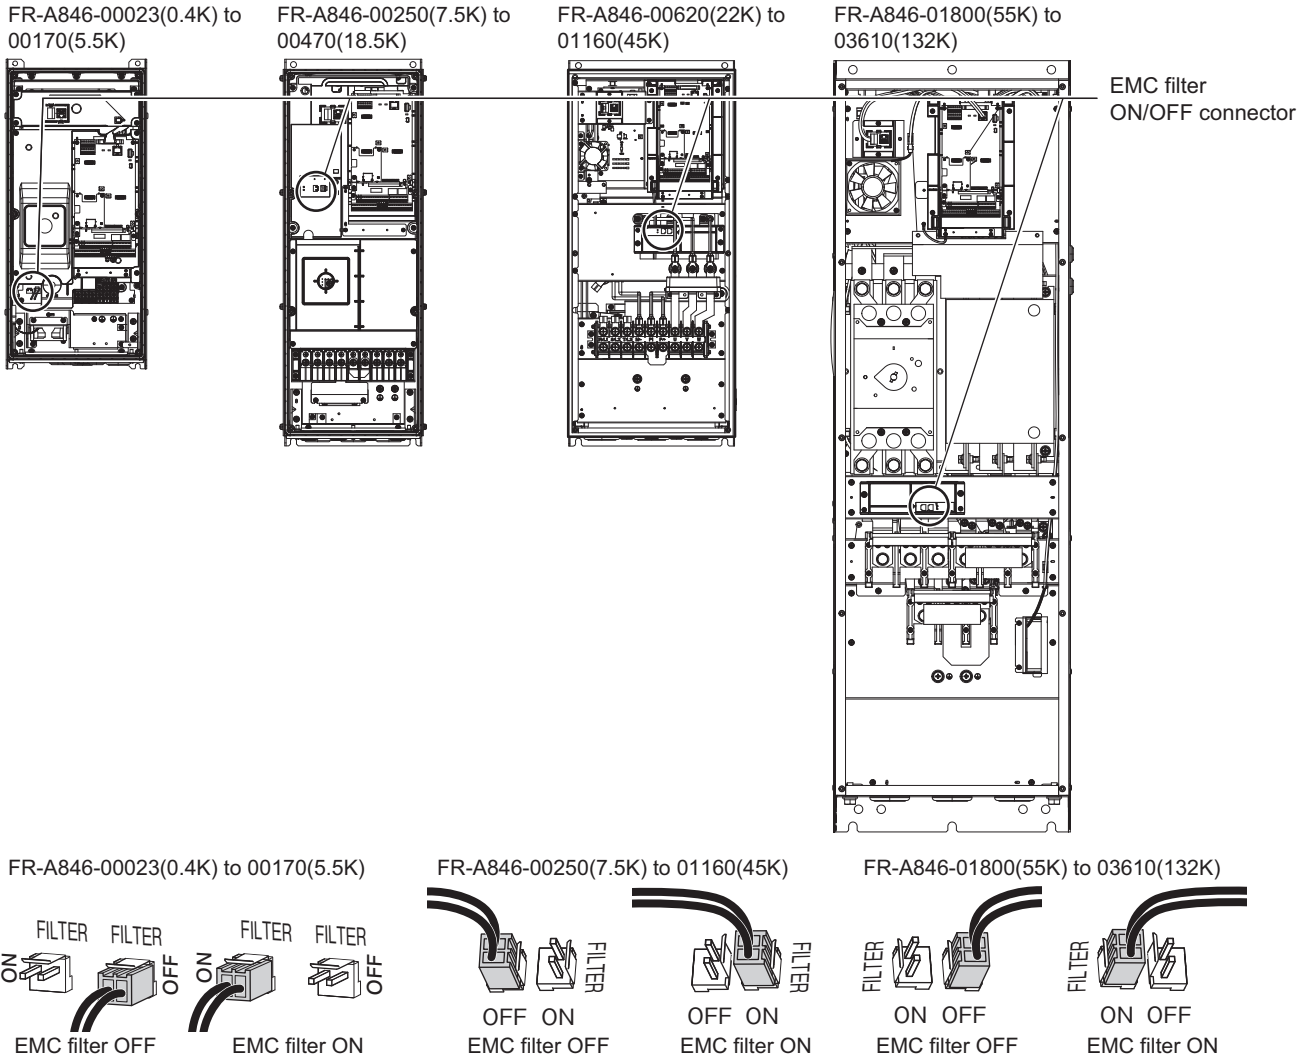 FR-A846-00023(0.4K) to
00170(5.5K)
FR-A846-00250(7.5K) to
00470(18.5K)
FR-A846-00620(22K) to
01160(45K)
FR-A846-01800(55K) to
03610(132K)
EMC filter
ON/OFF connector
FR-A846-00023(0.4K) to 00170(5.5K)
FILTER
ON
FILTER
OFF
EMC filter OFF
FILTER
ON
FILTER
OFF
EMC filter ON
FR-A846-00250(7.5K) to 01160(45K)
FILTER
OFF ON
EMC filter OFF
FILTER
OFF ON
EMC filter ON
FR-A846-01800(55K) to 03610(132K)
FILTER
ON OFF
EMC filter OFF
FILTER
ON OFF
EMC filter ON